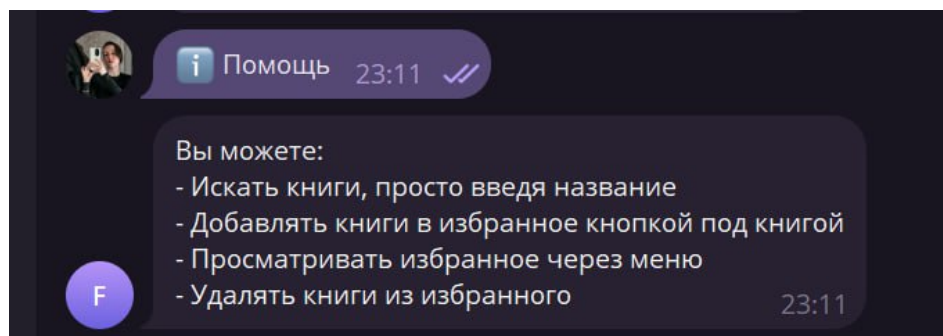 ℹ️ Помощь 23:11
Вы можете:
- Искать книги, просто введя название
- Добавлять книги в избранное кнопкой под книгой
- Просматривать избранное через меню
- Удалять книги из избранного
23:11
F